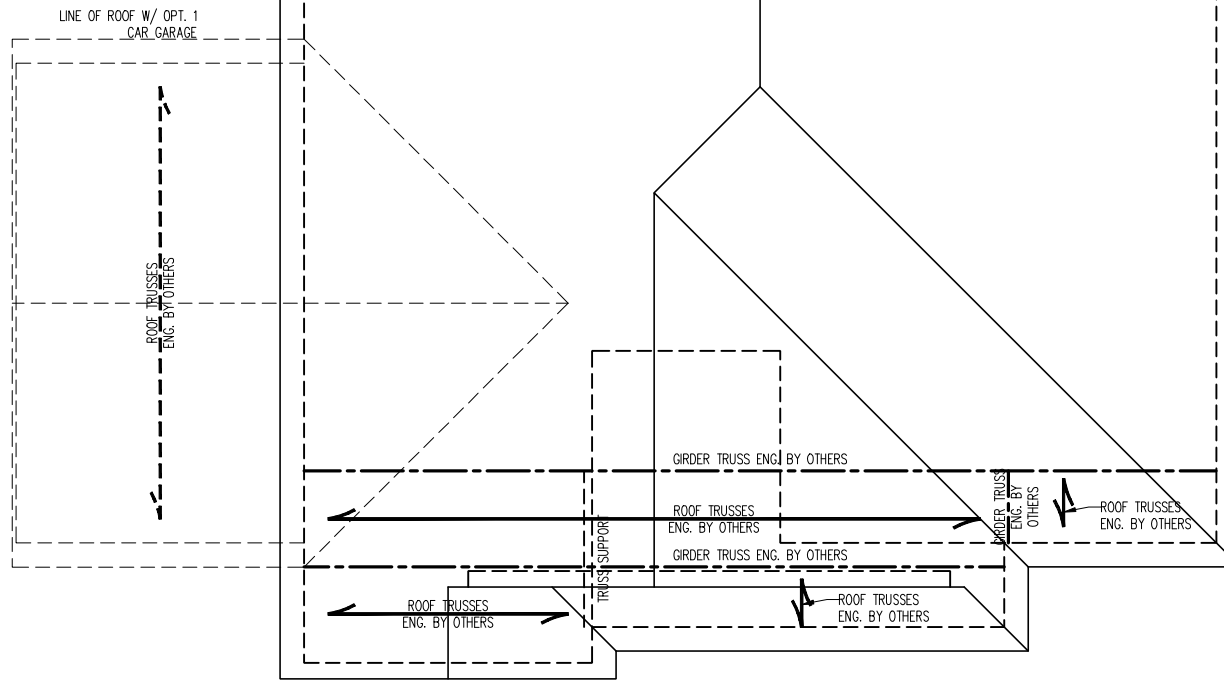 LINE OF ROOF W/ OPT. 1
CAR GARAGE
ROOF TRUSSES
ENG. BY OTHERS
GIRDER TRUSS ENG. BY OTHERS
GIRDER TRUSS
ENG. BY
OTHERS
ROOF TRUSSES
ENG. BY OTHERS
ROOF TRUSSES
ENG. BY OTHERS
TRUSS SUPPORT
GIRDER TRUSS ENG. BY OTHERS
ROOF TRUSSES
ENG. BY OTHERS
ROOF TRUSSES
ENG. BY OTHERS